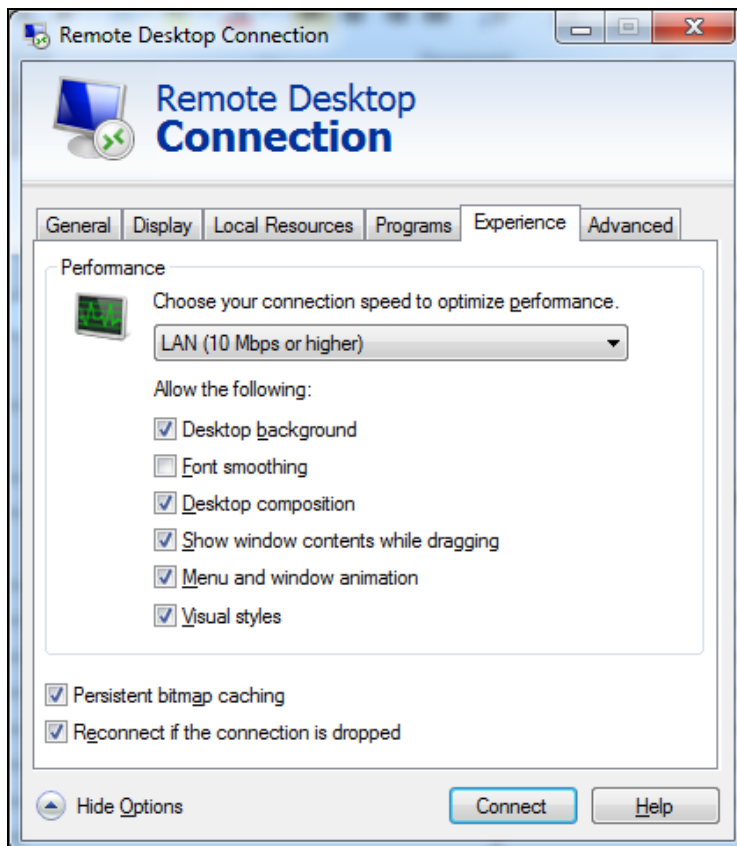 Remote Desktop Connection
Remote Desktop
Connection
General Display Local Resources Programs Experience Advanced
Performance
Choose your connection speed to optimize performance.
LAN (10 Mbps or higher)
Allow the following:
Desktop background
Font smoothing
Desktop composition
Show window contents while dragging
Menu and window animation
Visual styles
Persistent bitmap caching
Reconnect if the connection is dropped
Hide Options Connect Help